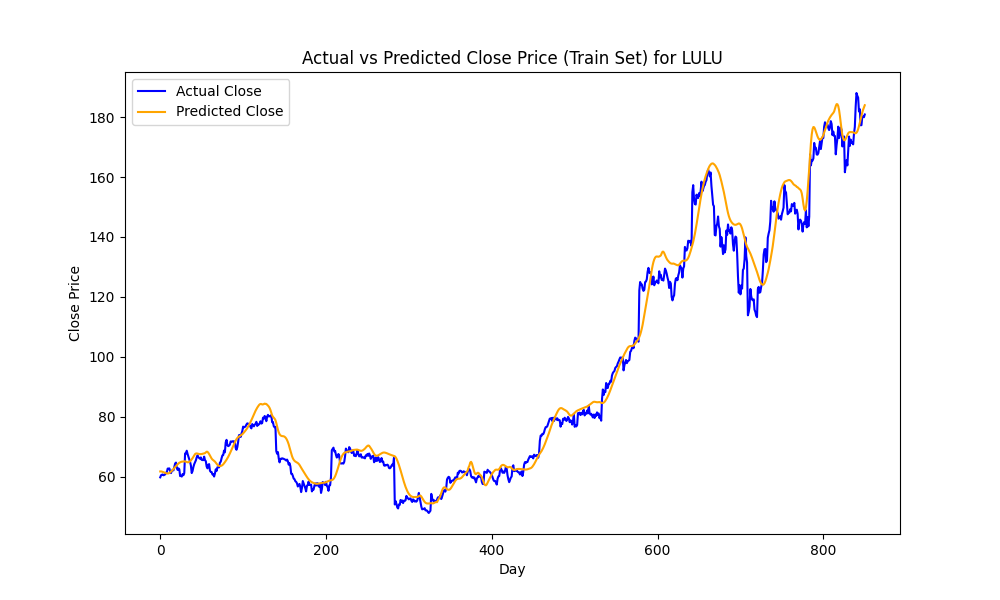 Actual vs Predicted Close Price (Train Set) for LULU
Actual Close
Predicted Close
180
160
140
120
100
80
60
Close Price
0 200 400 600 800
Day